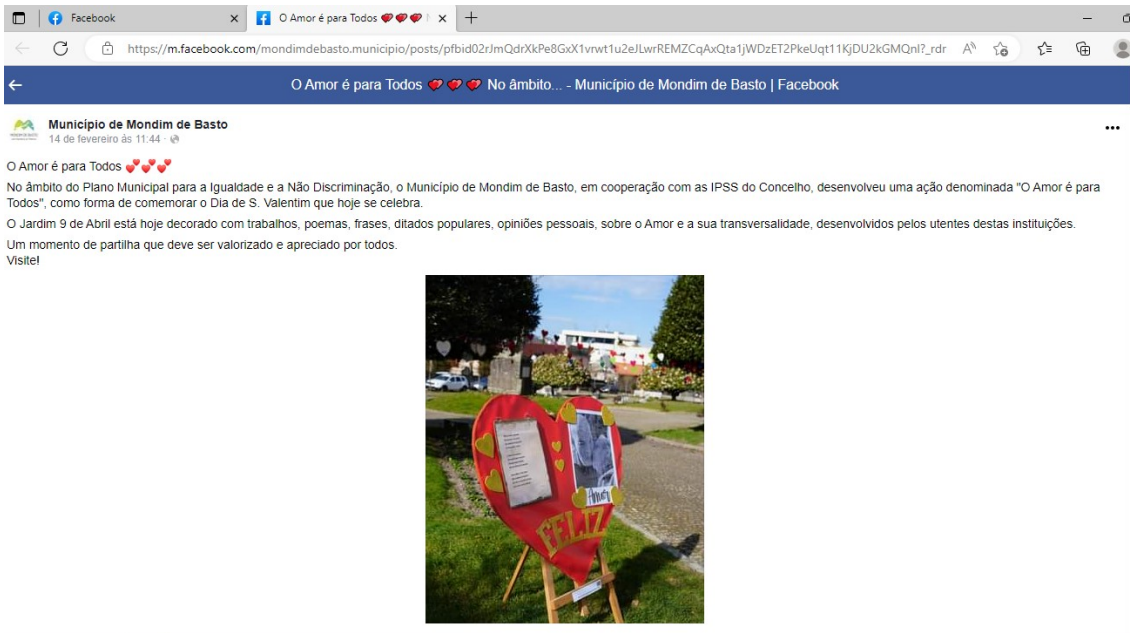 Facebook
O Amor é para Todos 💕💕💕
https://m.facebook.com/mondimdebasto.municipio/posts/pfbid02rJmQdrXkPe8GxX1vrwt1u2eJLwrREMZCqAxQta1jWDzET2PkeUqt11KjDU2kGMQnl?_rdr
O Amor é para Todos 💕💕💕 No âmbito... - Município de Mondim de Basto | Facebook
Município de Mondim de Basto
14 de fevereiro às 11:44 ·
O Amor é para Todos 💕💕💕
No âmbito do Plano Municipal para a Igualdade e a Não Discriminação, o Município de Mondim de Basto, em cooperação com as IPSS do Concelho, desenvolveu uma ação denominada "O Amor é para
Todos", como forma de comemorar o Dia de S. Valentim que hoje se celebra.
O Jardim 9 de Abril está hoje decorado com trabalhos, poemas, frases, ditados populares, opiniões pessoais, sobre o Amor e a sua transversalidade, desenvolvidos pelos utentes destas instituições.
Um momento de partilha que deve ser valorizado e apreciado por todos.
Visite!
Amor
FELIZ